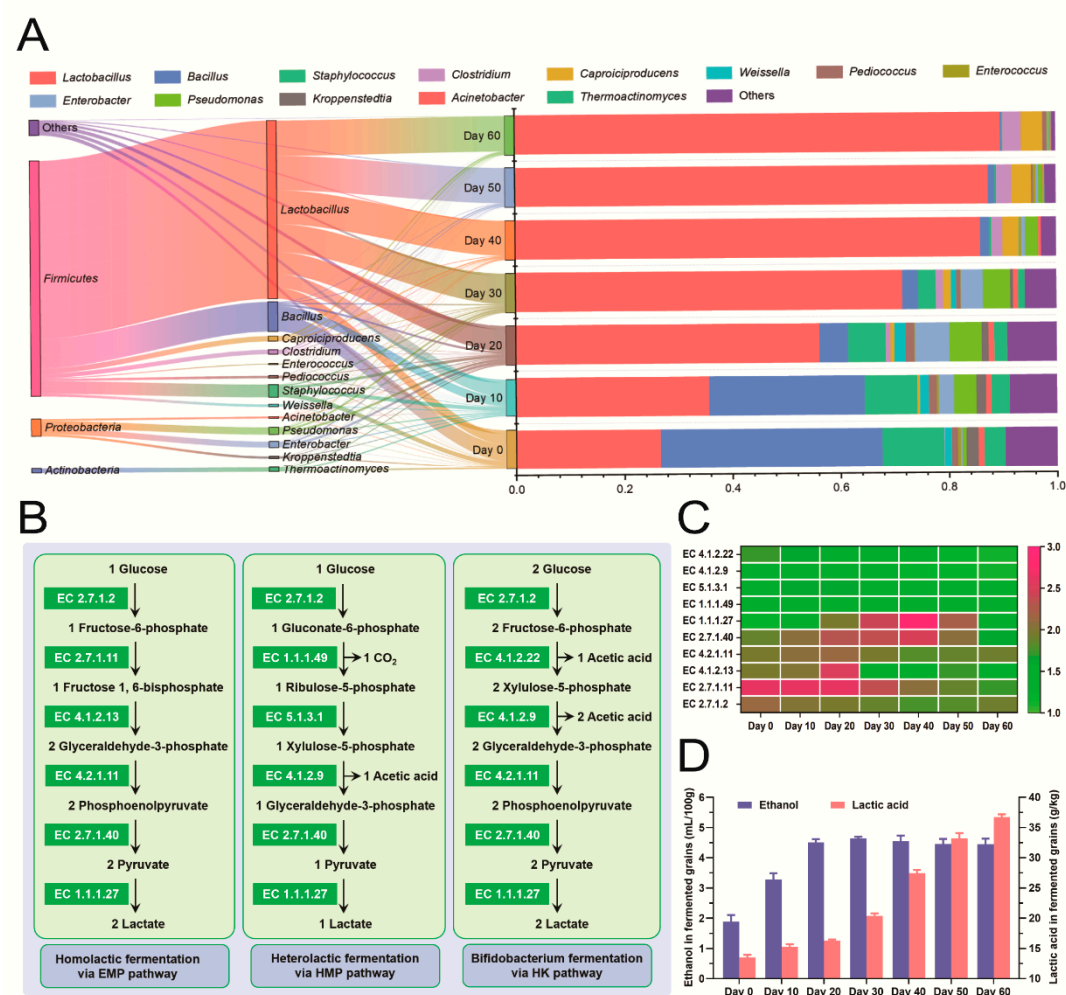 A
Lactobacillus Bacillus Staphylococcus Clostridium Caproiciproducens Weissella Pediococcus Enterococcus
Enterobacter Pseudomonas Kroppenstedtia Acinetobacter Thermoactinomyces Others
Others
Firmicutes
Proteobacteria
Actinobacteria
Lactobacillus
Bacillus
Caproiciproducens
Clostridium
Enterococcus
Pediococcus
Staphylococcus
Weissella
Acinetobacter
Pseudomonas
Enterobacter
Kroppenstedtia
Thermoactinomyces
Day 60
Day 50
Day 40
Day 30
Day 20
Day 10
Day 0
0.0 0.2 0.4 0.6 0.8 1.0
B
1 Glucose
EC 2.7.1.2
1 Fructose-6-phosphate
EC 2.7.1.11
1 Fructose 1, 6-bisphosphate
EC 4.1.2.13
2 Glyceraldehyde-3-phosphate
EC 4.2.1.11
2 Phosphoenolpyruvate
EC 2.7.1.40
2 Pyruvate
EC 1.1.1.27
2 Lactate
Homolactic fermentation
via EMP pathway
1 Glucose
EC 2.7.1.2
1 Gluconate-6-phosphate
EC 1.1.1.49 1 CO₂
1 Ribulose-5-phosphate
EC 5.1.3.1
1 Xylulose-5-phosphate
EC 4.1.2.9 1 Acetic acid
1 Glyceraldehyde-3-phosphate
EC 2.7.1.40
1 Pyruvate
EC 1.1.1.27
1 Lactate
Heterolactic fermentation
via HMP pathway
2 Glucose
EC 2.7.1.2
2 Fructose-6-phosphate
EC 4.1.2.22 1 Acetic acid
2 Xylulose-5-phosphate
EC 4.1.2.9 2 Acetic acid
2 Glyceraldehyde-3-phosphate
EC 4.2.1.11
2 Phosphoenolpyruvate
EC 2.7.1.40
2 Pyruvate
EC 1.1.1.27
2 Lactate
Bifidobacterium fermentation
via HK pathway
C
EC 4.1.2.22
EC 4.1.2.9
EC 5.1.3.1
EC 1.1.1.49
EC 1.1.1.27
EC 2.7.1.40
EC 4.2.1.11
EC 4.1.2.13
EC 2.7.1.11
EC 2.7.1.2
Day 0 Day 10 Day 20 Day 30 Day 40 Day 50 Day 60
3.0
2.5
2.0
1.5
1.0
D
Ethanol Lactic acid
Ethanol in fermented grains (mL/100g)
6
5
4
3
2
1
0
Lactic acid in fermented grains (g/kg)
40
35
30
25
20
15
10
Day 0 Day 10 Day 20 Day 30 Day 40 Day 50 Day 60